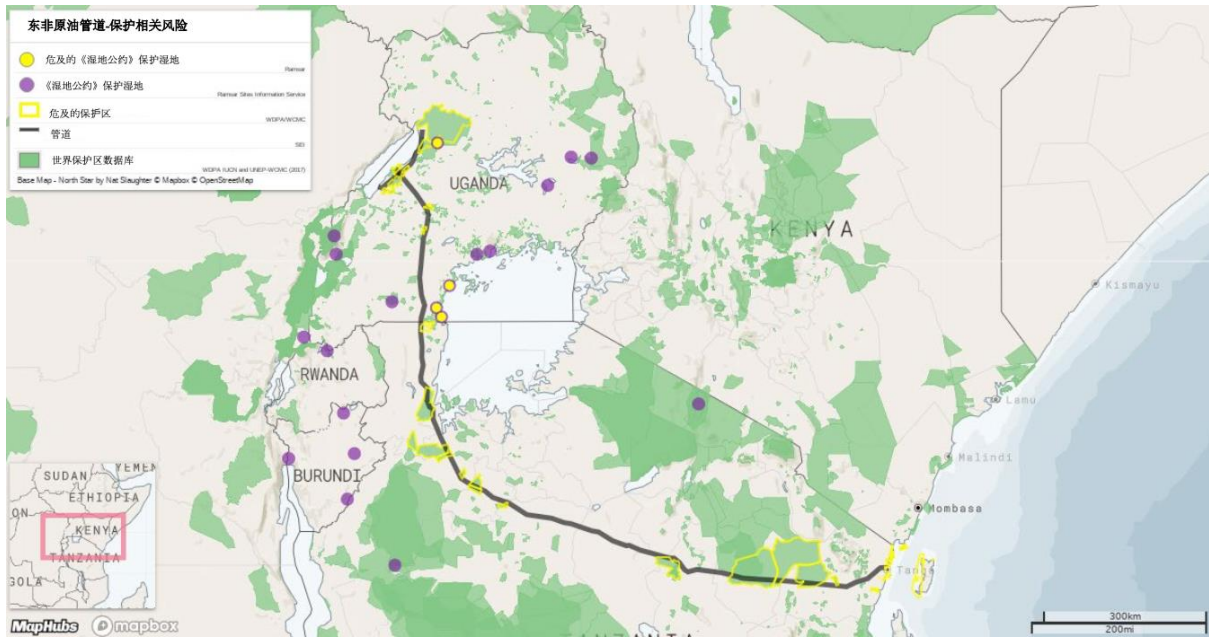 东非原油管道-保护相关风险
危及的《湿地公约》保护湿地
Ramsar
《湿地公约》保护湿地
Ramsar Sites Information Service
危及的保护区
WDPA/WCMC
管道
SEI
世界保护区数据库
WDPA IUCN and UNEP-WCMC (2017)
Base Map - North Star by Nat Slaughter © Mapbox © OpenStreetMap
UGANDA
KENYA
Kismayu
RWANDA
Lamu
Malindi
BURUNDI
Mombasa
Tanga
SUDAN
YEMEN
ETHIOPIA
ON
KENYA
TANZANIA
GOLA
MapHubs
mapbox
300km
200mi